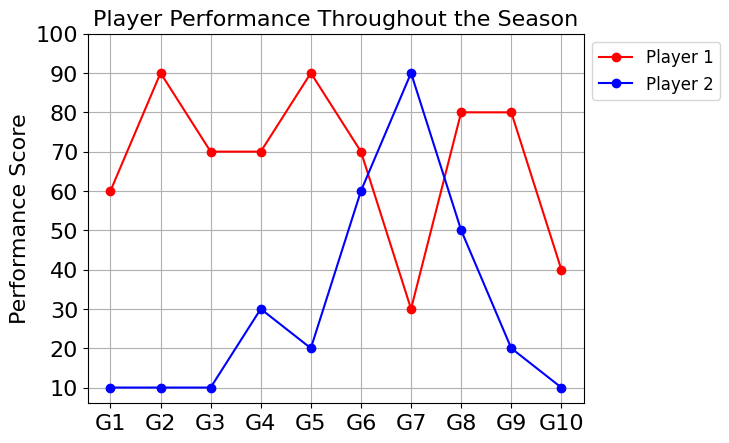 Player Performance Throughout the Season
Performance Score
100
90
80
70
60
50
40
30
20
10
G1 G2 G3 G4 G5 G6 G7 G8 G9 G10
Player 1
Player 2